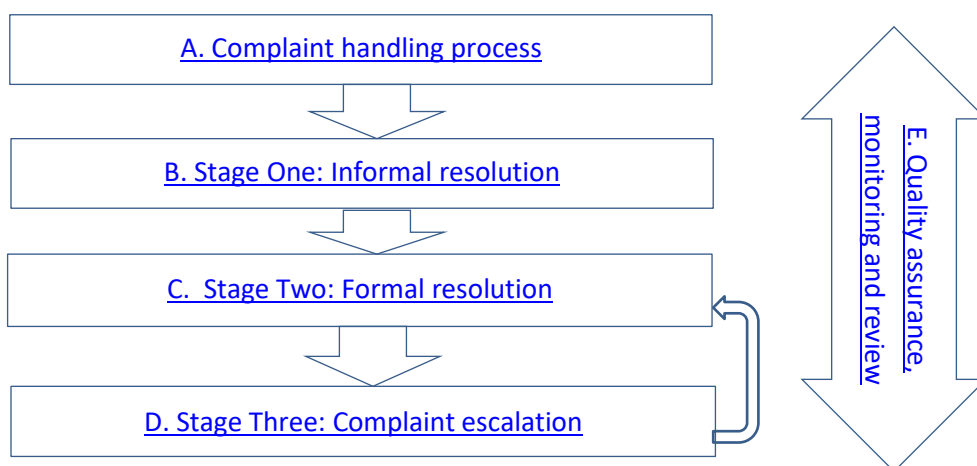 A. Complaint handling process
B. Stage One: Informal resolution
C.  Stage Two: Formal resolution
D. Stage Three: Complaint escalation
E. Quality assurance,
monitoring and review